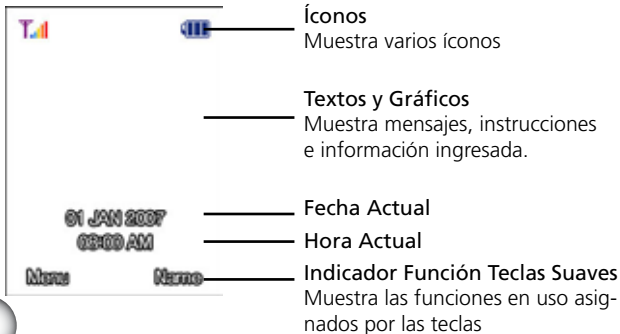 Íconos
Muestra varios íconos
Textos y Gráficos
Muestra mensajes, instrucciones
e información ingresada.
01 JAN 2007
Fecha Actual
03:00 AM
Hora Actual
Menu Name
Indicador Función Teclas Suaves
Muestra las funciones en uso asig-
nados por las teclas